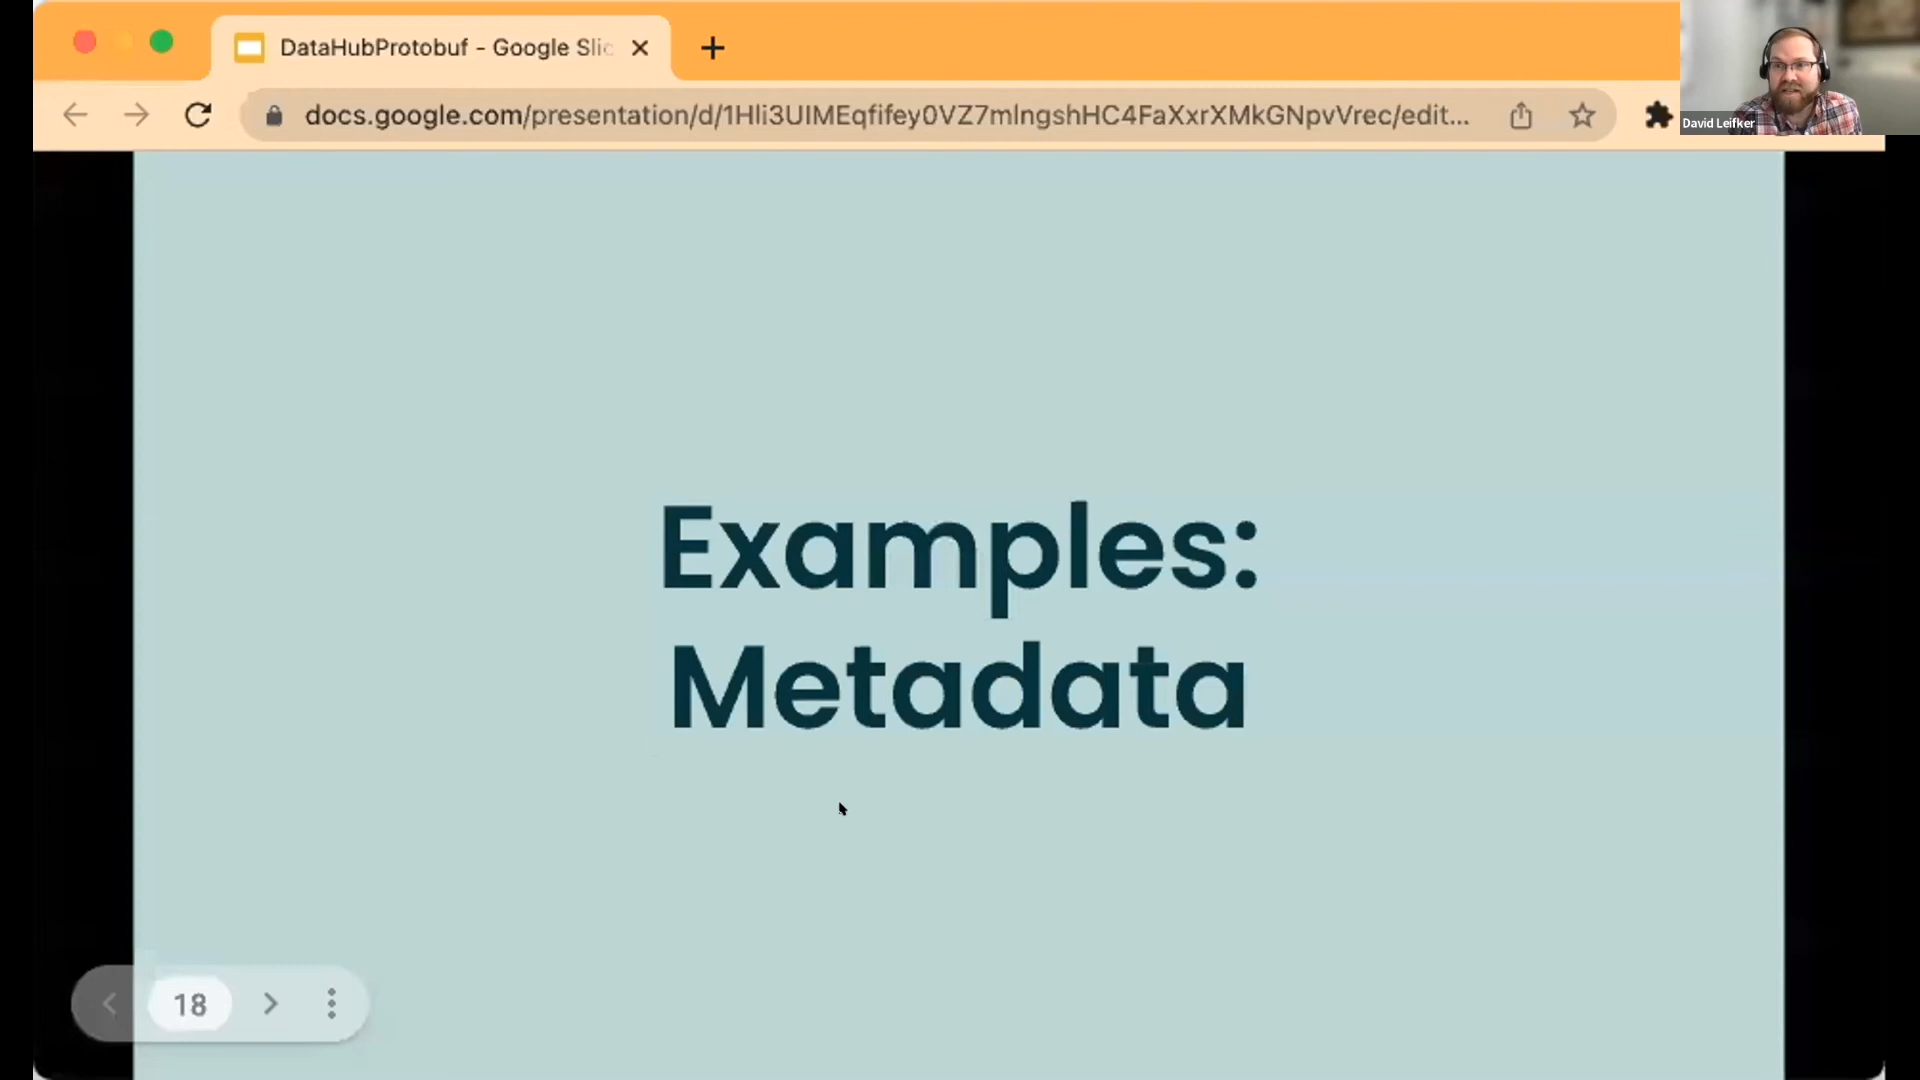 DataHubProtobuf - Google Slic
docs.google.com/presentation/d/1Hli3UIMEqfifey0VZ7mlngshHC4FaXxrXMkGNpvVrec/edit...
David Leifker
Examples:
Metadata
18